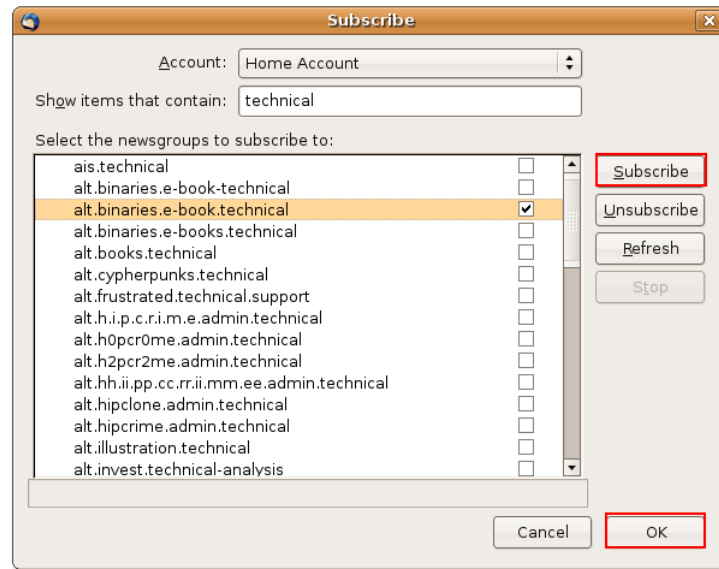 Subscribe
Account: Home Account
Show items that contain: technical
Select the newsgroups to subscribe to:
ais.technical
alt.binaries.e-book-technical
alt.binaries.e-book.technical
alt.binaries.e-books.technical
alt.books.technical
alt.cypherpunks.technical
alt.frustrated.technical.support
alt.h.i.p.c.r.i.m.e.admin.technical
alt.h0pcr0me.admin.technical
alt.h2pcr2me.admin.technical
alt.hh.ii.pp.cc.rr.ii.mm.ee.admin.technical
alt.hipclone.admin.technical
alt.hipcrime.admin.technical
alt.illustration.technical
alt.invest.technical-analysis
Subscribe
Unsubscribe
Refresh
Stop
Cancel OK